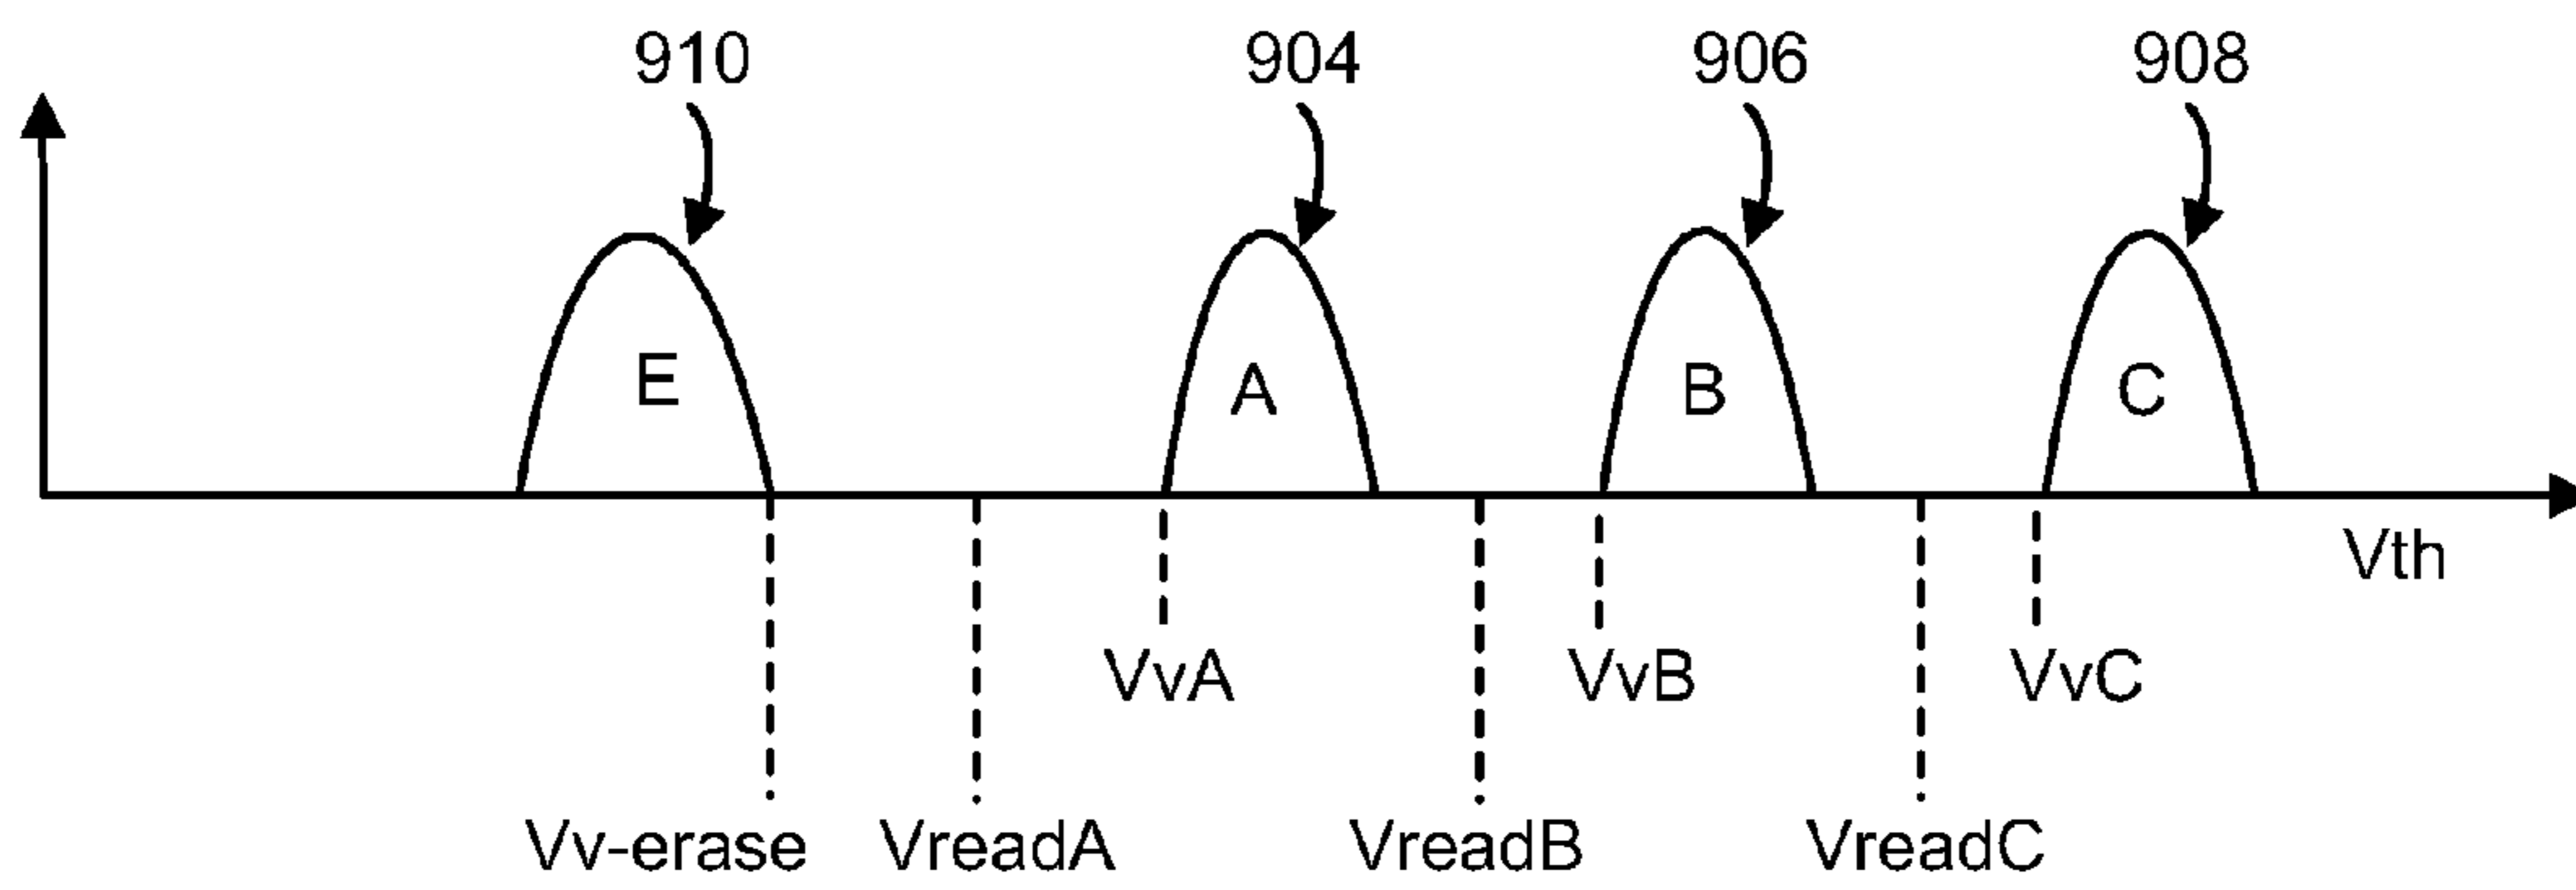 910 904 906 908
E A B C
Vth
VvA VvB VvC
Vv-erase VreadA VreadB VreadC